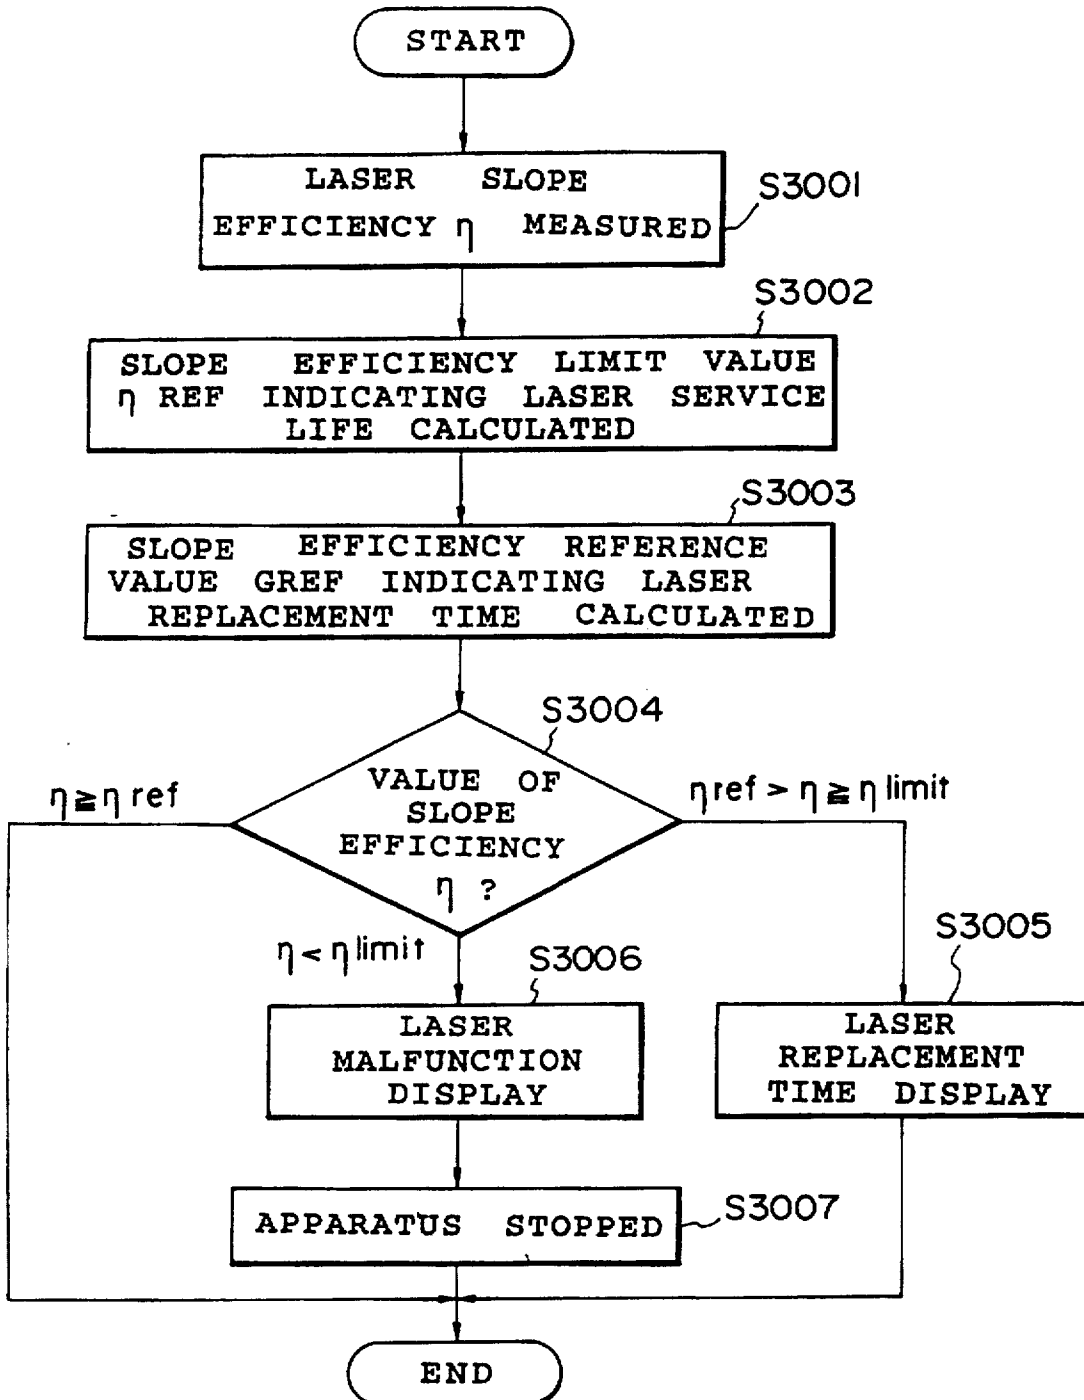 START
LASER SLOPE
EFFICIENCY η MEASURED
S3001
S3002
SLOPE EFFICIENCY LIMIT VALUE
η REF INDICATING LASER SERVICE
LIFE CALCULATED
S3003
SLOPE EFFICIENCY REFERENCE
VALUE GREF INDICATING LASER
REPLACEMENT TIME CALCULATED
S3004
VALUE OF
SLOPE
EFFICIENCY
η ?
η ≧ η ref
η ref > η ≧ η limit
η < η limit
S3006
LASER
MALFUNCTION
DISPLAY
S3005
LASER
REPLACEMENT
TIME DISPLAY
APPARATUS STOPPED
S3007
END